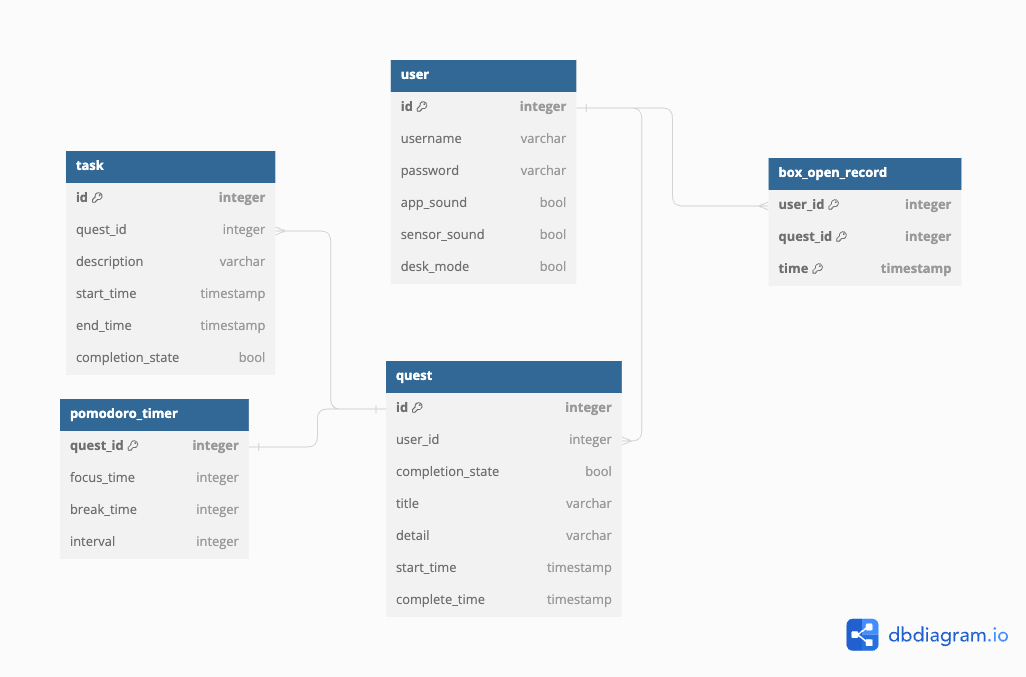 user
id integer
username varchar
password varchar
app_sound bool
sensor_sound bool
desk_mode bool
task
id integer
quest_id integer
description varchar
start_time timestamp
end_time timestamp
completion_state bool
box_open_record
user_id integer
quest_id integer
time timestamp
pomodoro_timer
quest_id integer
focus_time integer
break_time integer
interval integer
quest
id integer
user_id integer
completion_state bool
title varchar
detail varchar
start_time timestamp
complete_time timestamp
dbdiagram.io